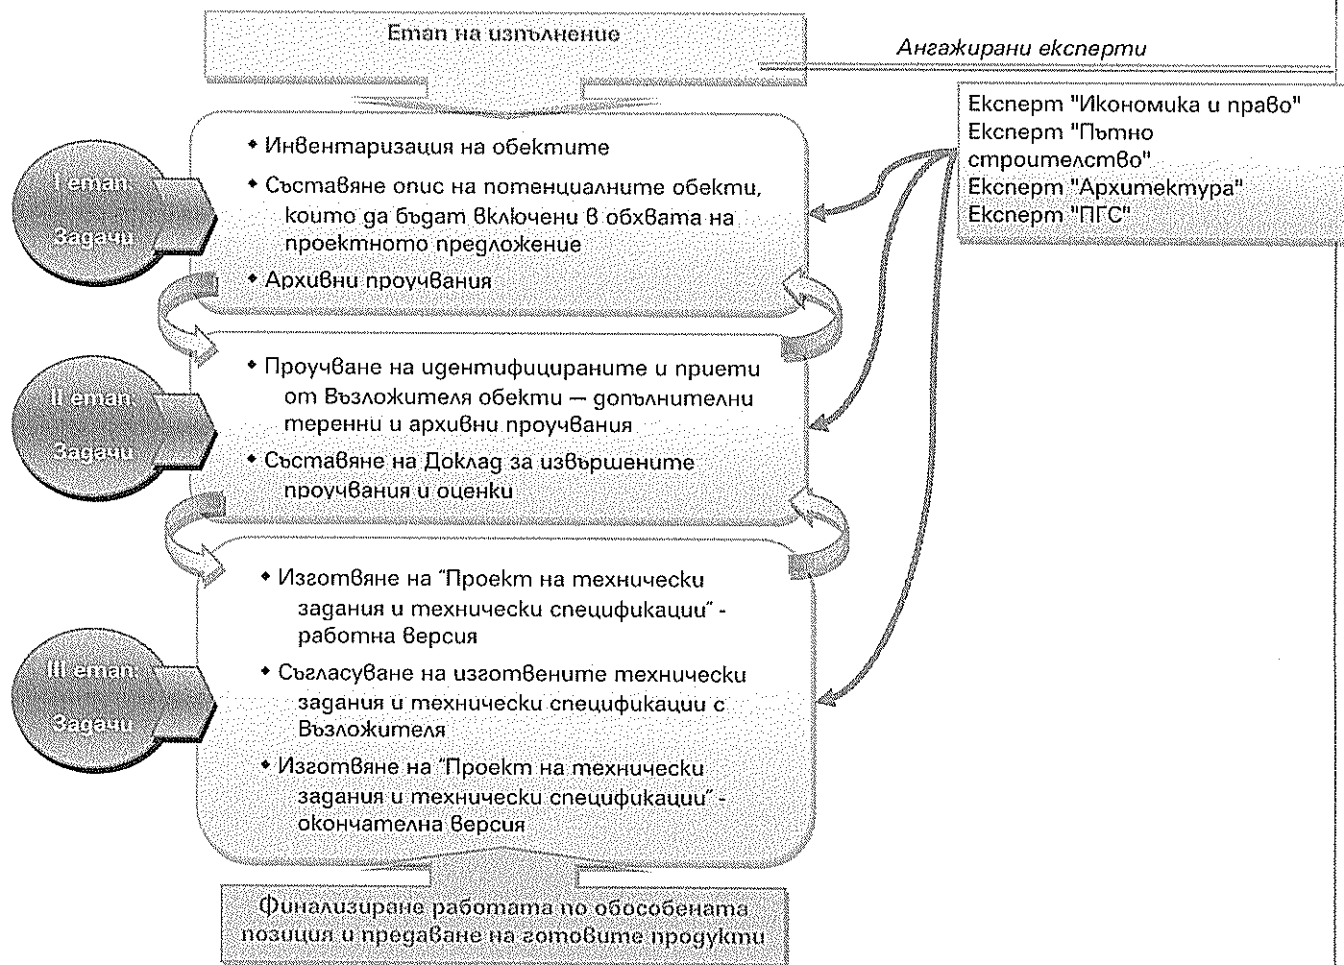 Етап на изпълнение
Ангажирани експерти
Експерт "Икономика и право"
Експерт "Пътно
строителство"
Експерт "Архитектура"
Експерт "ПГС"
I етап
Задачи
• Инвентаризация на обектите
• Съставяне опис на потенциалните обекти,
които да бъдат включени в обхвата на
проектното предложение
• Архивни проучвания
II етап
Задачи
• Проучване на идентифицираните и приети
от Възложителя обекти – допълнителни
теренни и архивни проучвания
• Съставяне на Доклад за извършените
проучвания и оценки
III етап
Задачи
• Изготвяне на "Проект на технически
задания и технически спецификации" -
работна версия
• Съгласуване на изготвените технически
задания и технически спецификации с
Възложителя
• Изготвяне на "Проект на технически
задания и технически спецификации" -
окончателна версия
Финализиране работата по обособената
позиция и предаване на готовите продукти